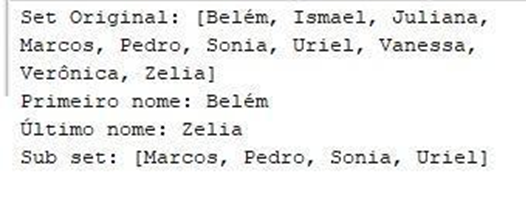 Set Original: [Belém, Ismael, Juliana,
Marcos, Pedro, Sonia, Uriel, Vanessa,
Verônica, Zelia]
Primeiro nome: Belém
Último nome: Zelia
Sub set: [Marcos, Pedro, Sonia, Uriel]